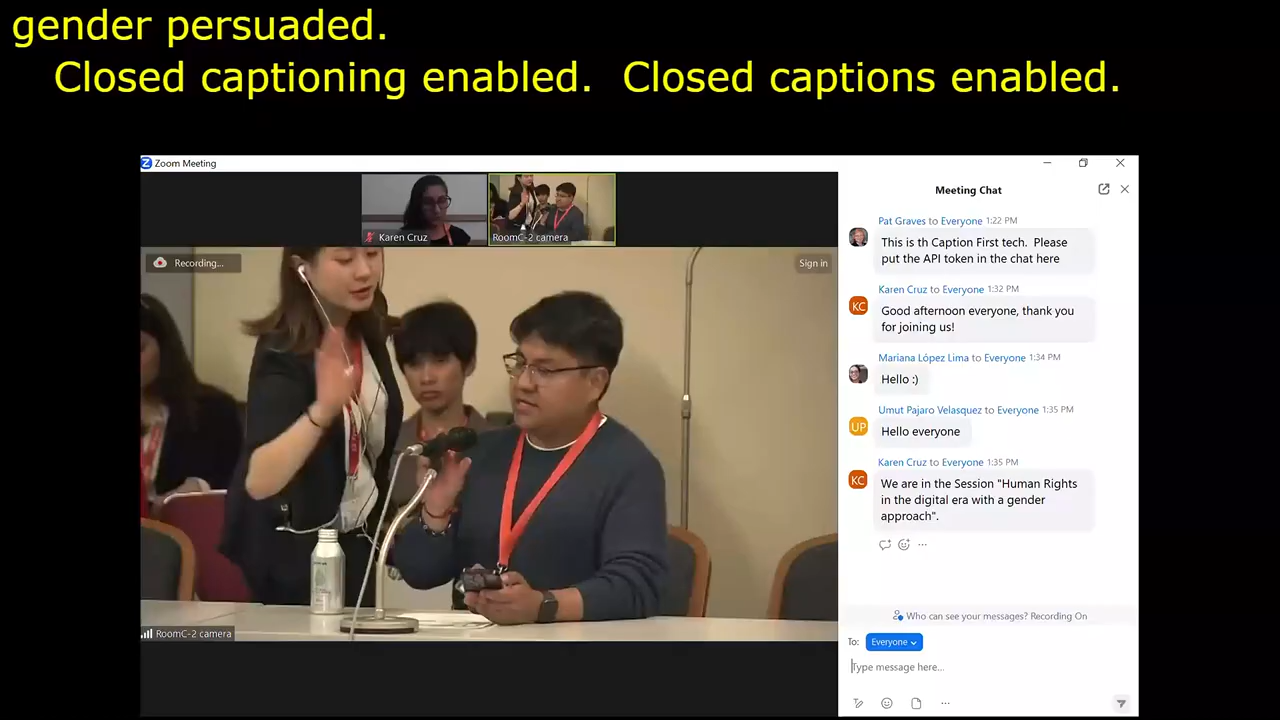 gender persuaded.
Closed captioning enabled.  Closed captions enabled.
Zoom Meeting
Karen Cruz
RoomC-2 camera
Recording...
Sign in
RoomC-2 camera
Meeting Chat
Pat Graves to Everyone 1:22 PM
This is th Caption First tech.  Please
put the API token in the chat here
KC
Karen Cruz to Everyone 1:32 PM
Good afternoon everyone, thank you
for joining us!
Mariana López Lima to Everyone 1:34 PM
Hello :)
UP
Umut Pajaro Velasquez to Everyone 1:35 PM
Hello everyone
KC
Karen Cruz to Everyone 1:35 PM
We are in the Session "Human Rights
in the digital era with a gender
approach".
Who can see your messages? Recording On
To: Everyone
Type message here...